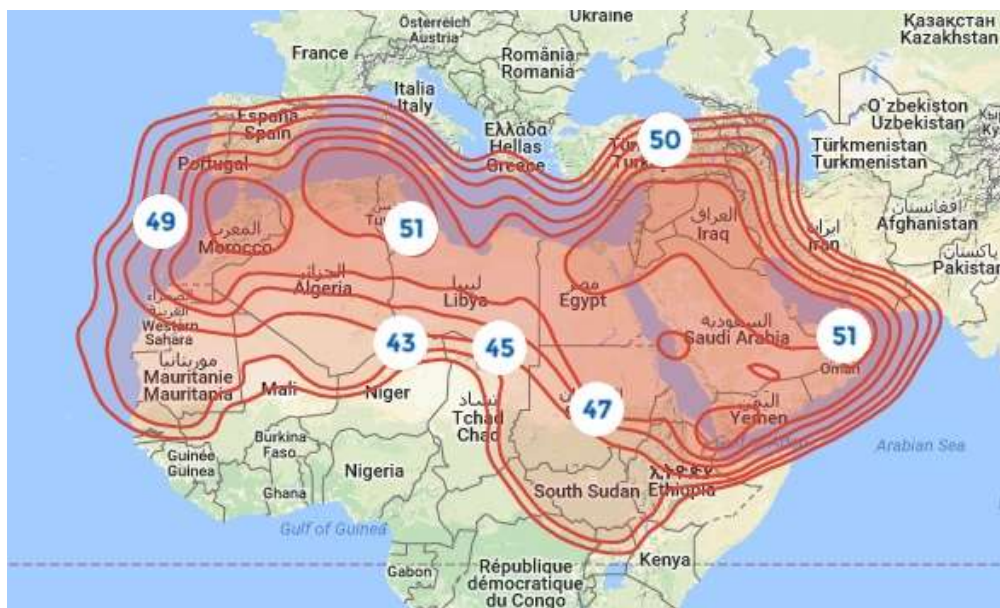 Österreich
Austria
Ukraine
Қазақстан
Kazakhstan
France
România
Romania
Italia
Italy
O`zbekiston
Uzbekistan
España
Spain
Ελλάδα
Hellas
Greece
50
Türkmenistan
Turkmenistan
Portugal
49
المغرب
Morocco
51
العراق
Iraq
ايران
Iran
افغانستان
Afghanistan
پاکستان
Pakistan
الجزائر
Algeria
ليبيا
Libya
مصر
Egypt
السعودية
Saudi Arabia
51
Oman
Western
Sahara
موريتانيا
Mauritanie
Mauritania
43
45
47
Mali
Niger
تشاد
Tchad
Chad
اليمن
Yemen
Arabian Sea
Burkina
Faso
Guinée
Guinea
Ghana
Nigeria
South Sudan
ኢትዮጵያ
Ethiopia
Gulf of Guinea
Gabon
République
démocratique
du Congo
Kenya